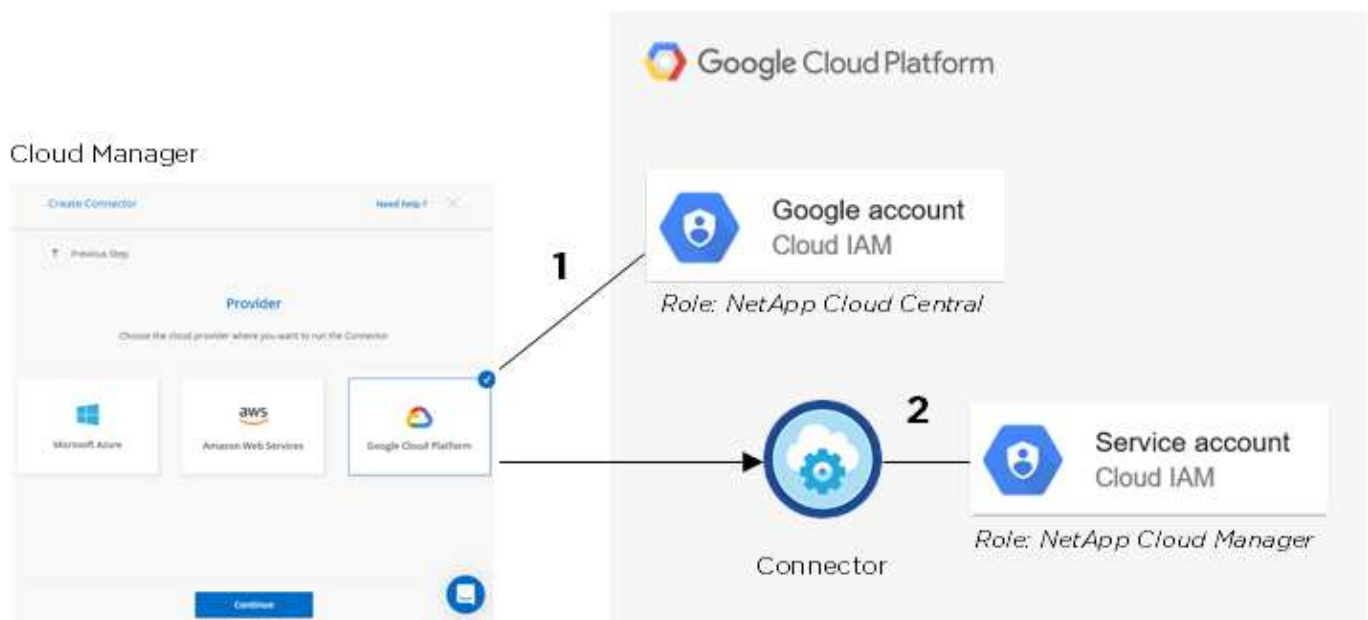 Google Cloud Platform
Cloud Manager
Create Connector
Need help?
Previous Step
Provider
Choose the cloud provider where you want to run the Connector
Microsoft Azure
aws
Amazon Web Services
Google Cloud Platform
Continue
1
Google account
Cloud IAM
Role: NetApp Cloud Central
2
Connector
Service account
Cloud IAM
Role: NetApp Cloud Manager